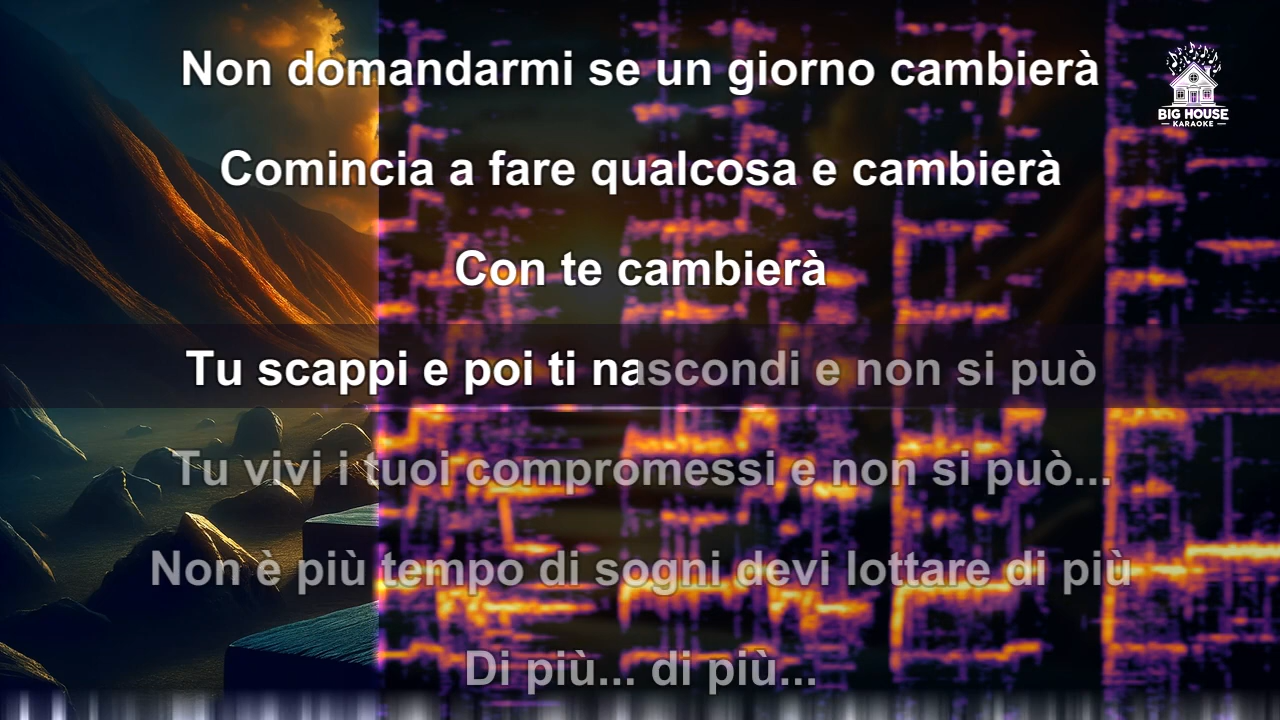 Non domandarmi se un giorno cambierà
BIG HOUSE
KARAOKE
Comincia a fare qualcosa e cambierà
Con te cambierà
Tu scappi e poi ti nascondi e non si può
Tu vivi i tuoi compromessi e non si può...
Non è più tempo di sogni devi lottare di più
Di più... di più...